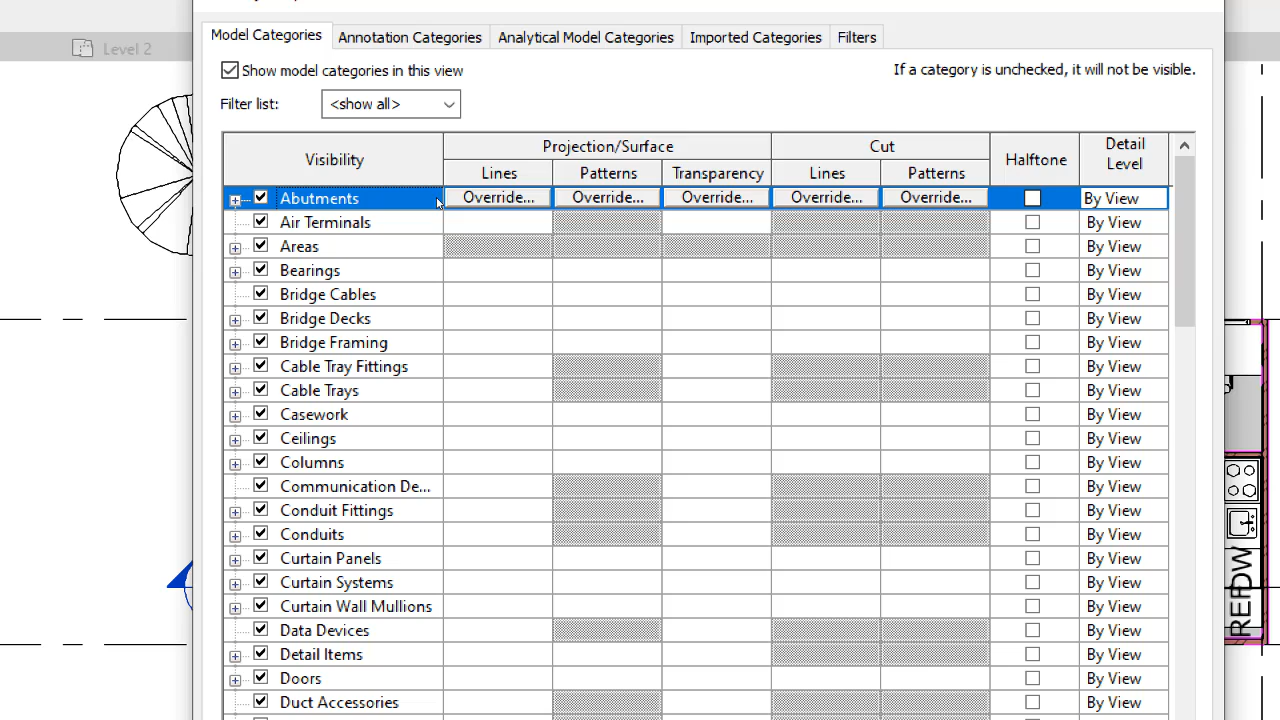 Level 2
Model Categories Annotation Categories Analytical Model Categories Imported Categories Filters
Show model categories in this view If a category is unchecked, it will not be visible.
Filter list: <show all>
Visibility Projection/Surface Cut Halftone Detail Level
Lines Patterns Transparency Lines Patterns
Abutments Override... Override... Override... Override... Override... By View
Air Terminals By View
Areas By View
Bearings By View
Bridge Cables By View
Bridge Decks By View
Bridge Framing By View
Cable Tray Fittings By View
Cable Trays By View
Casework By View
Ceilings By View
Columns By View
Communication De... By View
Conduit Fittings By View
Conduits By View
Curtain Panels By View
Curtain Systems By View
Curtain Wall Mullions By View
Data Devices By View
Detail Items By View
Doors By View
Duct Accessories By View
REF
DW